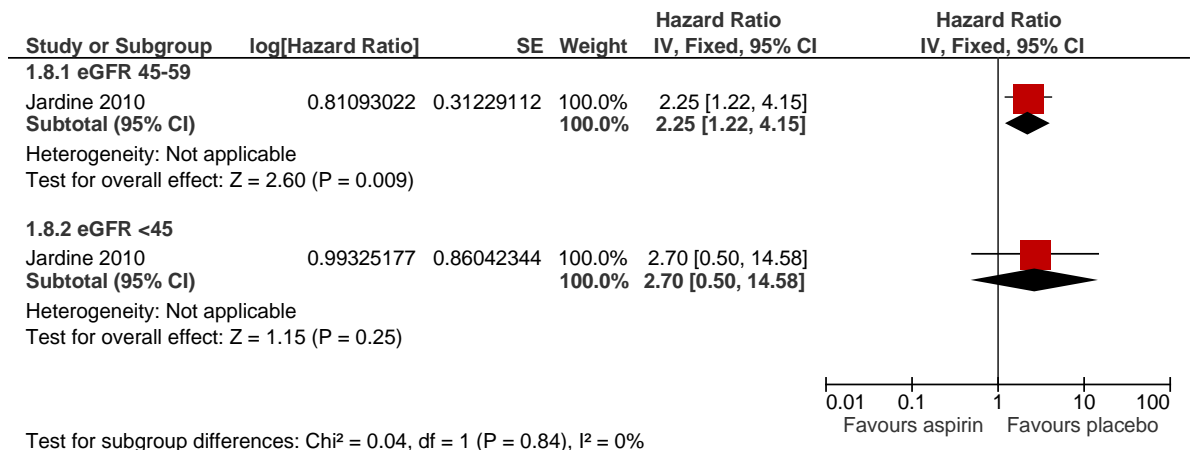 Hazard Ratio Hazard Ratio
Study or Subgroup log[Hazard Ratio] SE Weight IV, Fixed, 95% CI IV, Fixed, 95% CI
1.8.1 eGFR 45-59
Jardine 2010 0.81093022 0.31229112 100.0% 2.25 [1.22, 4.15]
Subtotal (95% CI) 100.0% 2.25 [1.22, 4.15]
Heterogeneity: Not applicable
Test for overall effect: Z = 2.60 (P = 0.009)
1.8.2 eGFR <45
Jardine 2010 0.99325177 0.86042344 100.0% 2.70 [0.50, 14.58]
Subtotal (95% CI) 100.0% 2.70 [0.50, 14.58]
Heterogeneity: Not applicable
Test for overall effect: Z = 1.15 (P = 0.25)
0.01 0.1 1 10 100
Favours aspirin Favours placebo
Test for subgroup differences: Chi² = 0.04, df = 1 (P = 0.84), I² = 0%